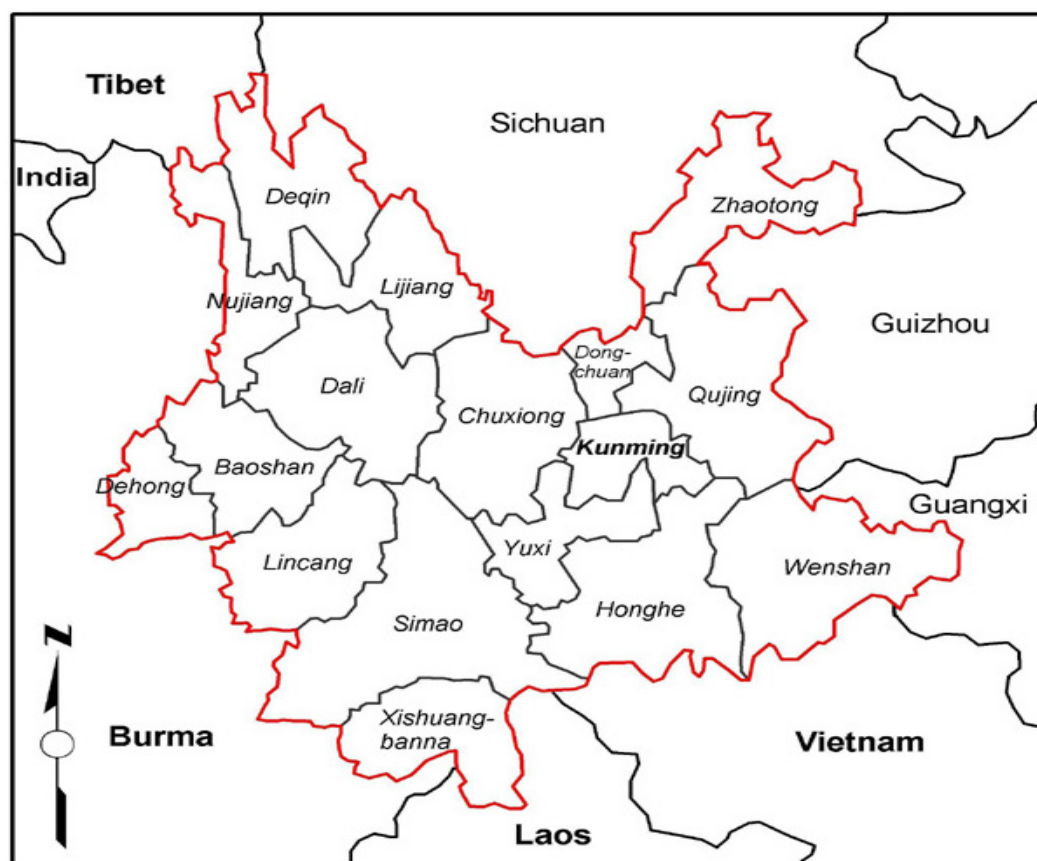 Tibet
Sichuan
India
Deqin
Zhaotong
Nujiang
Lijiang
Guizhou
Dong-
chuan
Dali
Qujing
Chuxiong
Kunming
Baoshan
Dehong
Guangxi
Lincang
Yuxi
Wenshan
Simao
Honghe
N
Xishuang-
banna
Burma
Vietnam
Laos